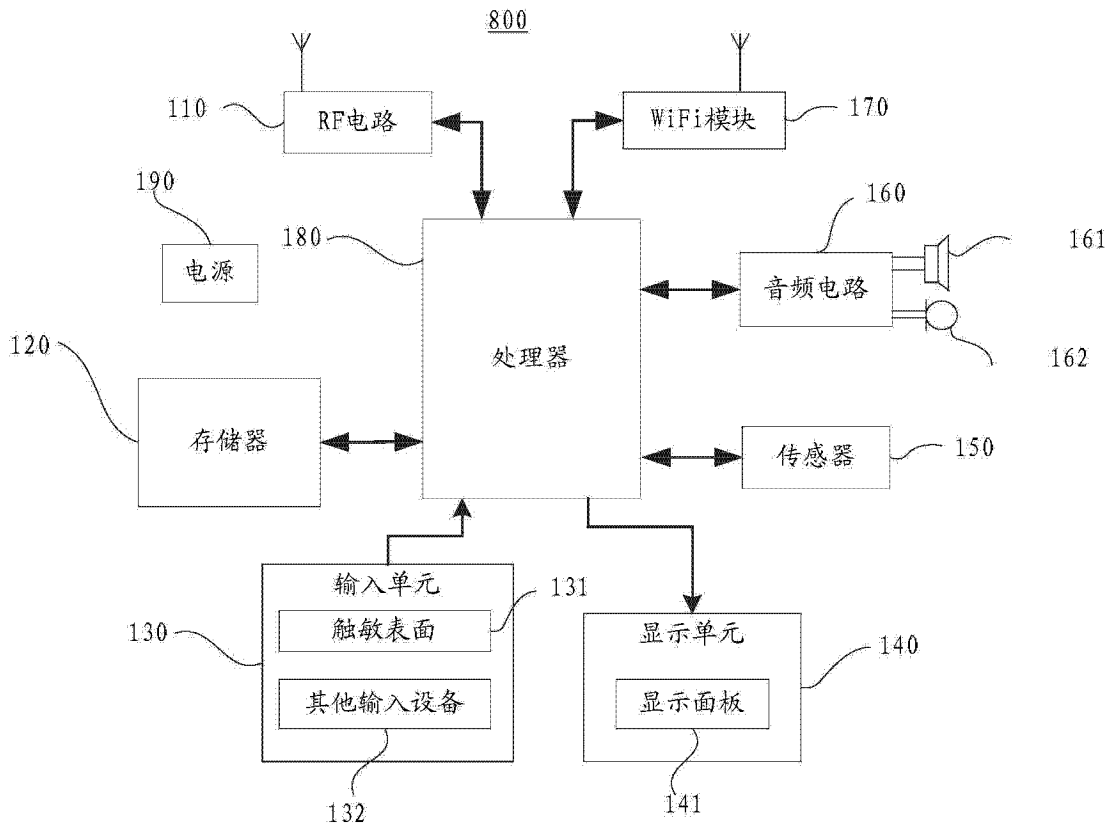 800
110
RF电路
WiFi模块
170
190
电源
180
处理器
160
音频电路
161
162
120
存储器
传感器
150
输入单元
触敏表面
131
130
其他输入设备
132
显示单元
140
显示面板
141